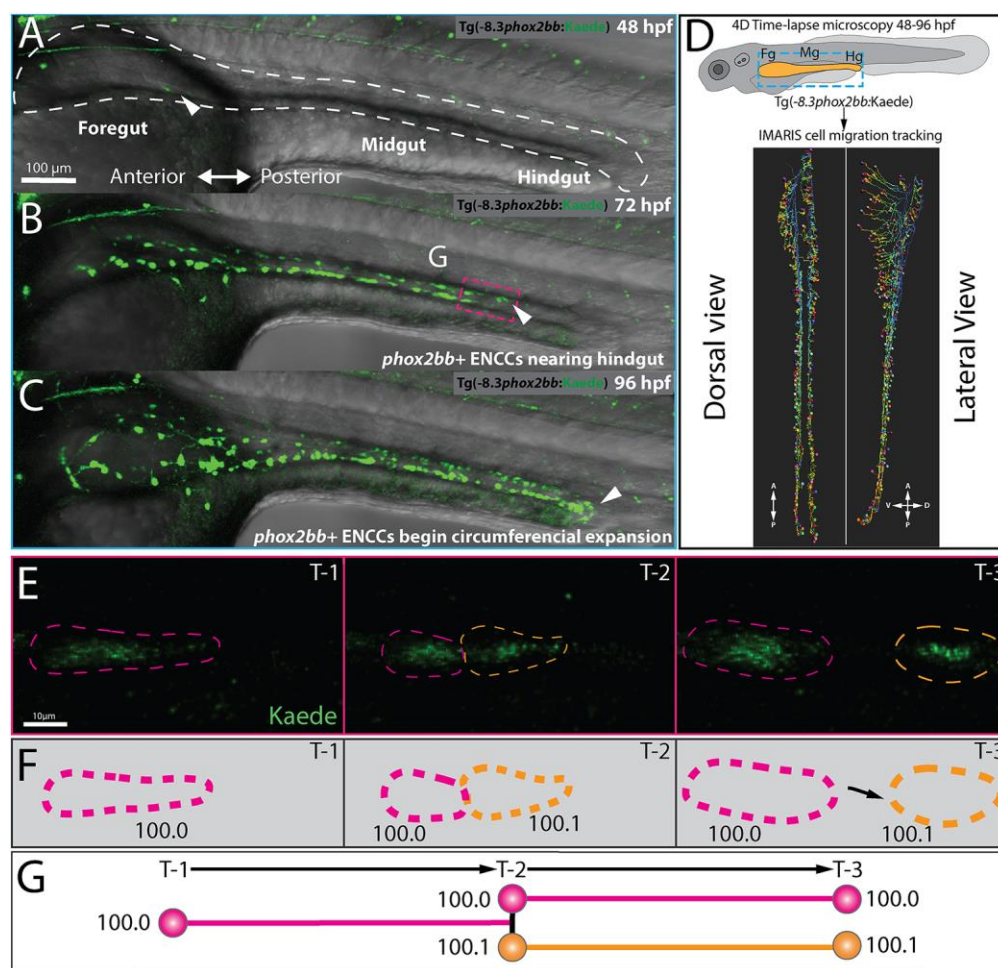 A
Tg(-8.3phox2bb:Kaede) 48 hpf
Foregut
Midgut
Hindgut
100 µm
Anterior
Posterior
B
Tg(-8.3phox2bb:Kaede) 72 hpf
G
phox2bb+ ENCCs nearing hindgut
C
Tg(-8.3phox2bb:Kaede) 96 hpf
phox2bb+ ENCCs begin circumferencial expansion
D
4D Time-lapse microscopy 48-96 hpf
Fg
Mg
Hg
Tg(-8.3phox2bb:Kaede)
IMARIS cell migration tracking
Dorsal view
Lateral View
A
P
A
V
D
P
E
T-1
T-2
T-3
10µm
Kaede
F
T-1
T-2
T-3
100.0
100.0
100.1
100.0
100.1
G
T-1
T-2
T-3
100.0
100.0
100.0
100.1
100.1